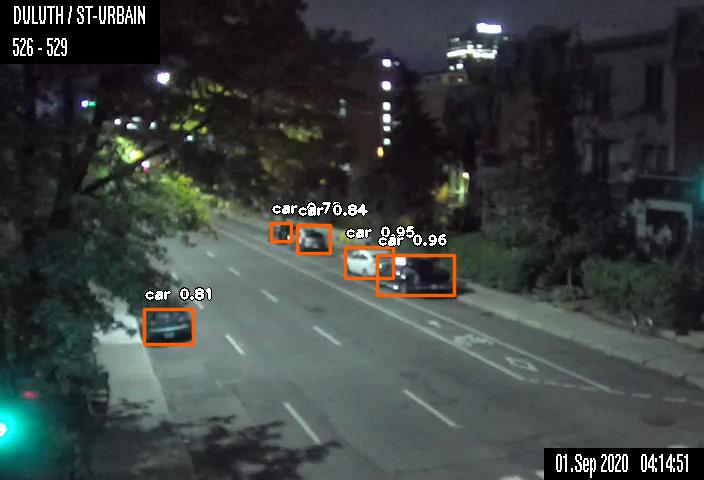 DULUTH / ST-URBAIN
526 - 529
car 0.84
car 0.95
car 0.96
car 0.81
01.Sep 2020 04:14:51